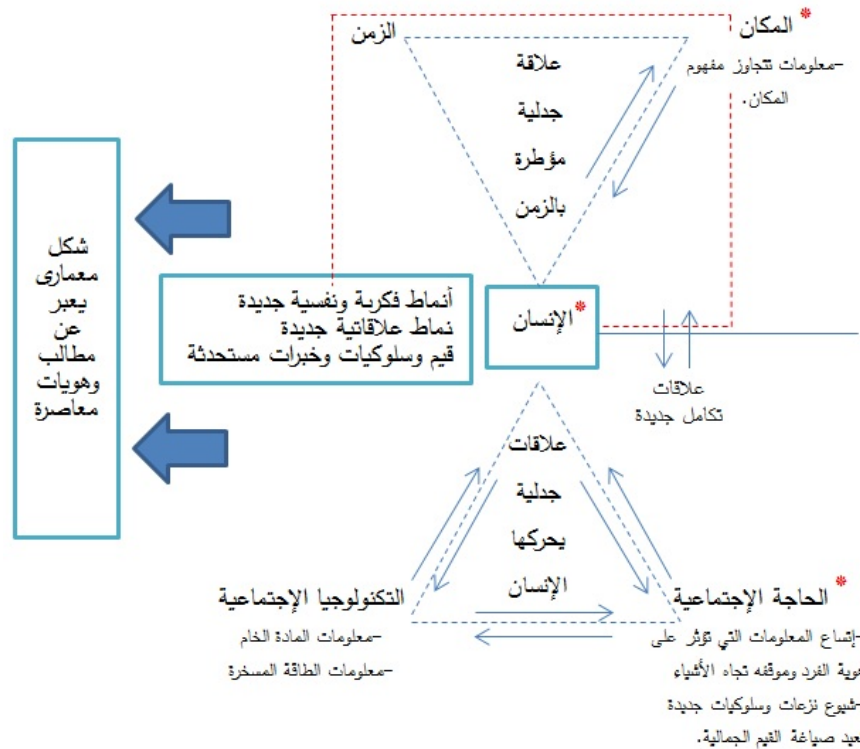 * المكان
-معلومات تتجاوز مفهوم
المكان.
الزمن
علاقة
جدلية
مؤطرة
بالزمن
* الإنسان
أنماط فكرية ونفسية جديدة
نماط علاقاتية جديدة
قيم وسلوكيات وخبرات مستحدثة
شكل
معمارى
يعبر
عن
مطالب
وهويات
معاصرة
علاقات
تكامل جديدة
علاقات
جدلية
يحركها
الإنسان
* الحاجة الإجتماعية
-إتساع المعلومات التي تؤثر على
هوية الفرد وموقفه تجاه الأشياء
-شيوع نزعات وسلوكيات جديدة
عيد صياغة القيم الجمالية.
التكنولوجيا الإجتماعية
-معلومات المادة الخام
-معلومات الطاقة المسخرة